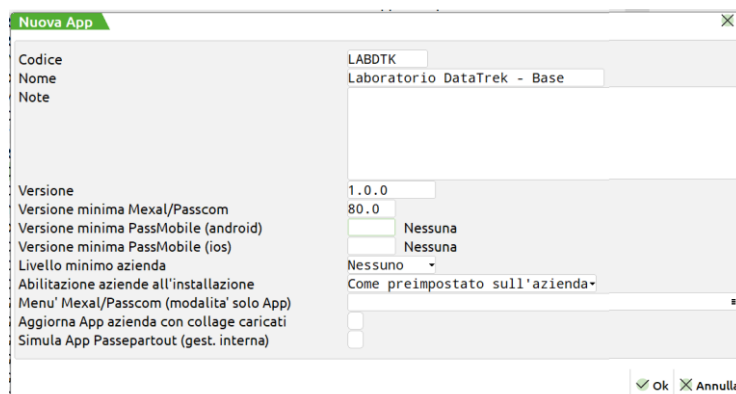 Nuova App
Codice LABDTK
Nome Laboratorio DataTrek - Base
Note
Versione 1.0.0
Versione minima Mexal/Passcom 80.0
Versione minima PassMobile (android) Nessuna
Versione minima PassMobile (ios) Nessuna
Livello minimo azienda Nessuno
Abilitazione aziende all'installazione Come preimpostato sull'azienda
Menu' Mexal/Passcom (modalita' solo App)
Aggiorna App azienda con collage caricati
Simula App Passepartout (gest. interna)
Ok Annulla